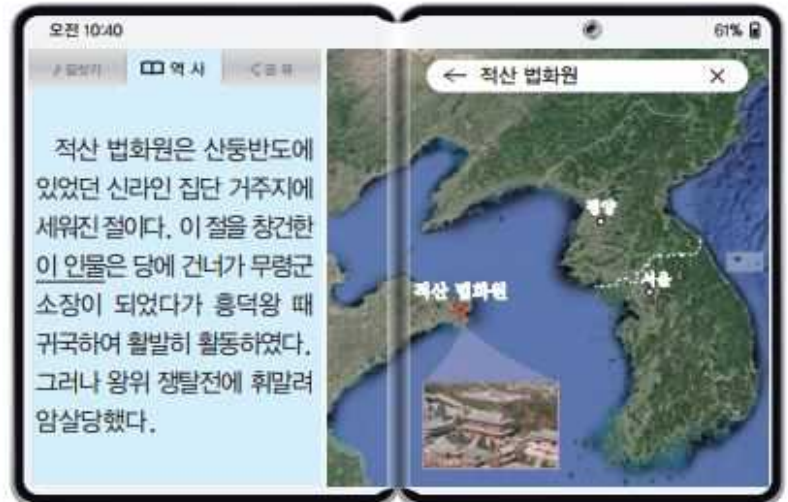 오전 10:40
61%
역 사
적산 법화원
적산 법화원은 산둥반도에
있었던 신라인 집단 거주지에
세워진 절이다. 이 절을 창건한
이 인물은 당에 건너가 무령군
소장이 되었다가 흥덕왕 때
귀국하여 활발히 활동하였다.
그러나 왕위 쟁탈전에 휘말려
암살당했다.
평양
서울
적산 법화원